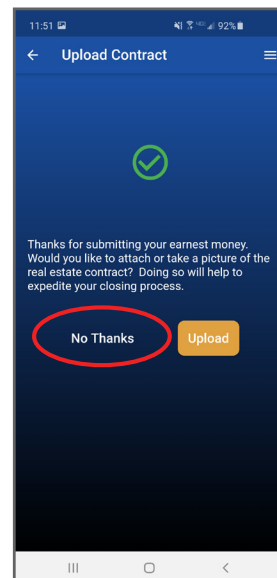 11:51 92%
Upload Contract
Thanks for submitting your earnest money.
Would you like to attach or take a picture of the
real estate contract? Doing so will help to
expedite your closing process.
No Thanks Upload